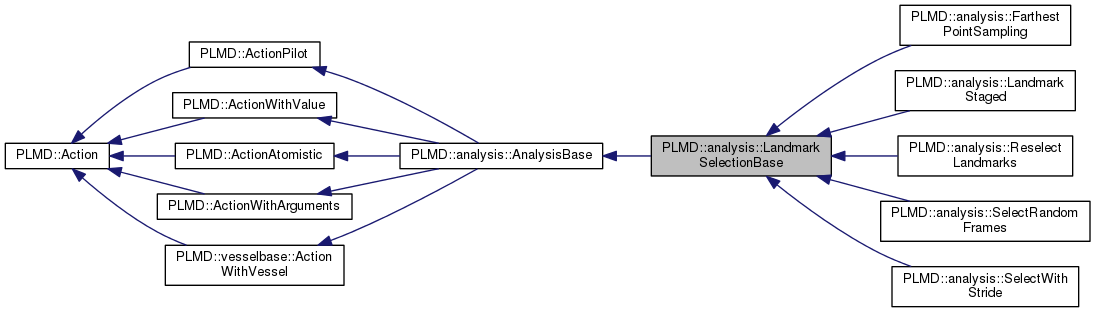 PLMD::Action
PLMD::ActionPilot
PLMD::ActionWithValue
PLMD::ActionAtomistic
PLMD::ActionWithArguments
PLMD::vesselbase::Action
WithVessel
PLMD::analysis::AnalysisBase
PLMD::analysis::Landmark
SelectionBase
PLMD::analysis::Farthest
PointSampling
PLMD::analysis::Landmark
Staged
PLMD::analysis::Reselect
Landmarks
PLMD::analysis::SelectRandom
Frames
PLMD::analysis::SelectWith
Stride